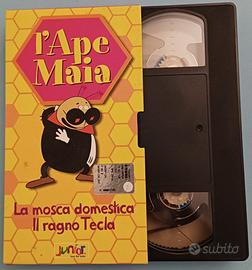 l'Ape
Maia
La mosca domestica
Il ragno Tecla
junior
subito